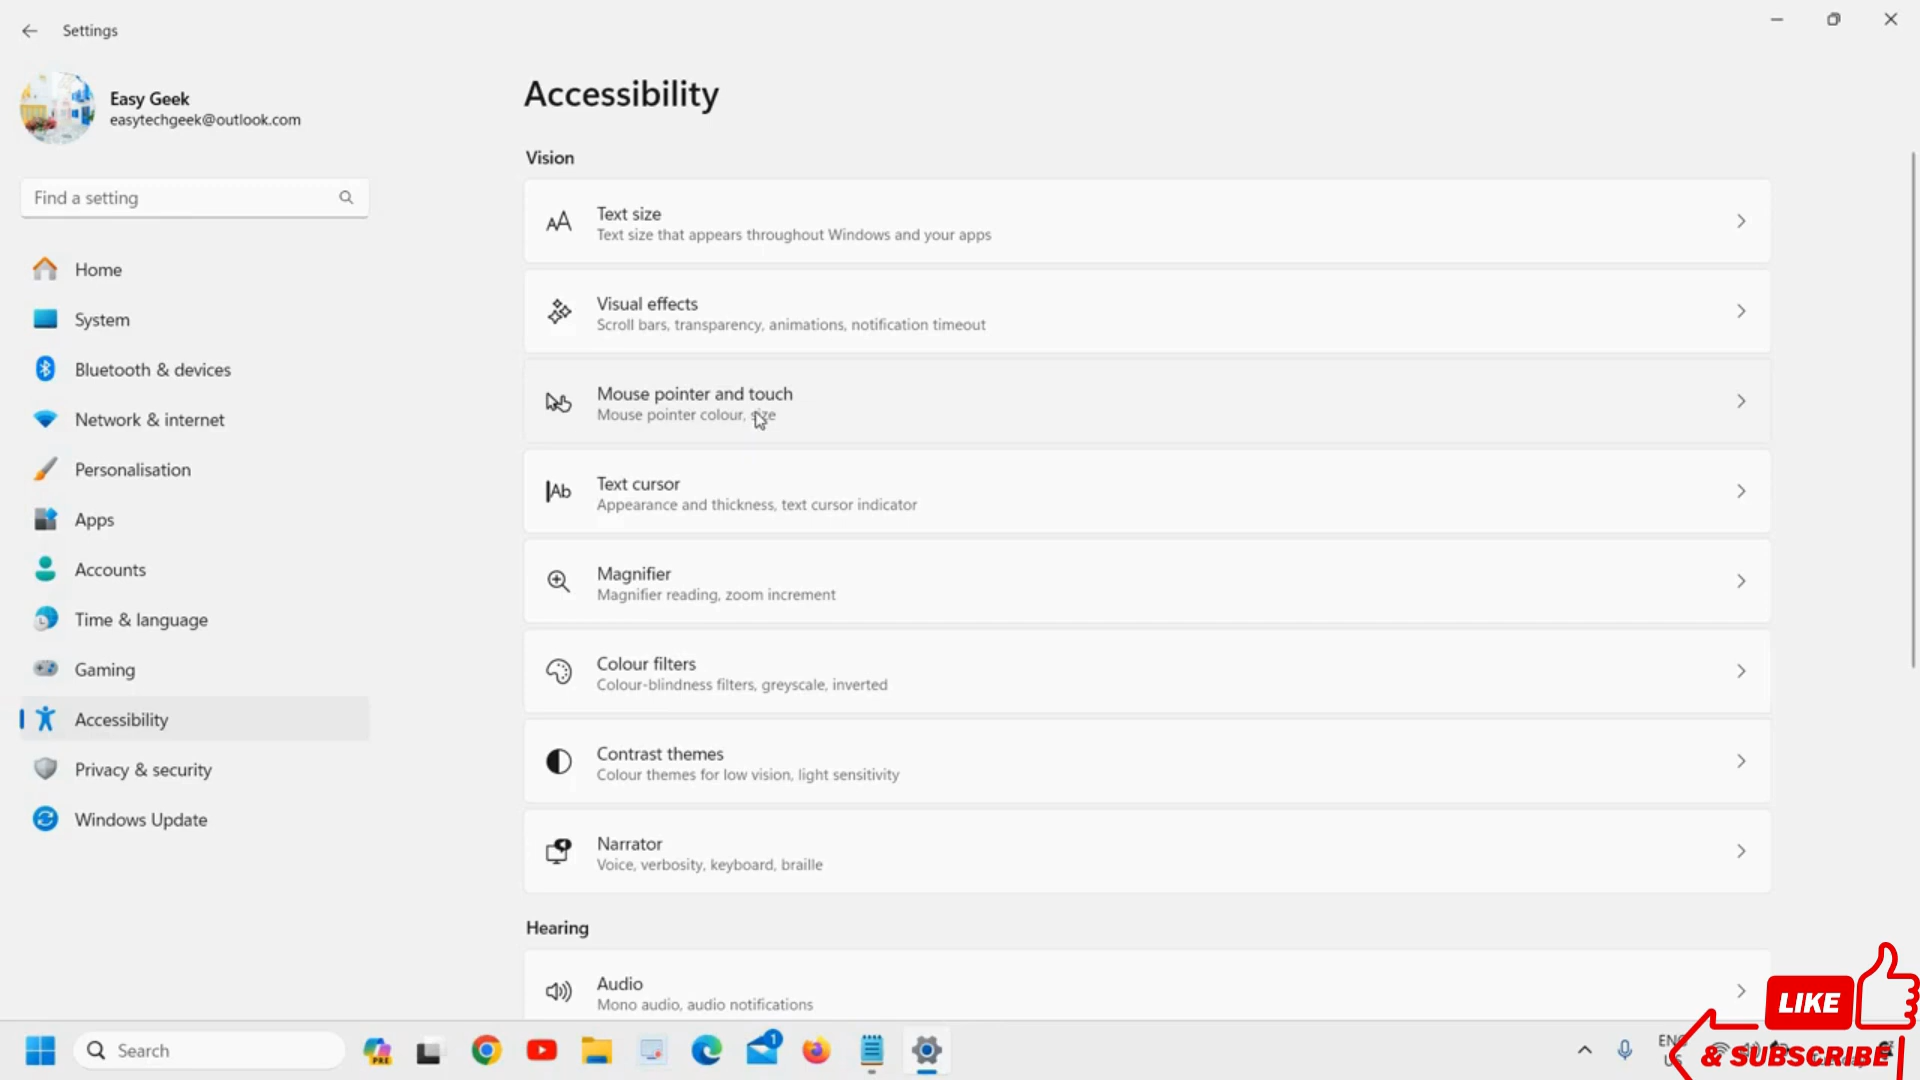 Settings
Easy Geek
easytechgeek@outlook.com
Find a setting
Home
System
Bluetooth & devices
Network & internet
Personalisation
Apps
Accounts
Time & language
Gaming
Accessibility
Privacy & security
Windows Update
Accessibility
Vision
Text size
Text size that appears throughout Windows and your apps
Visual effects
Scroll bars, transparency, animations, notification timeout
Mouse pointer and touch
Mouse pointer colour, size
Text cursor
Appearance and thickness, text cursor indicator
Magnifier
Magnifier reading, zoom increment
Colour filters
Colour-blindness filters, greyscale, inverted
Contrast themes
Colour themes for low vision, light sensitivity
Narrator
Voice, verbosity, keyboard, braille
Hearing
Audio
Mono audio, audio notifications
Search
PRE
1
ENG
LIKE
& SUBSCRIBE